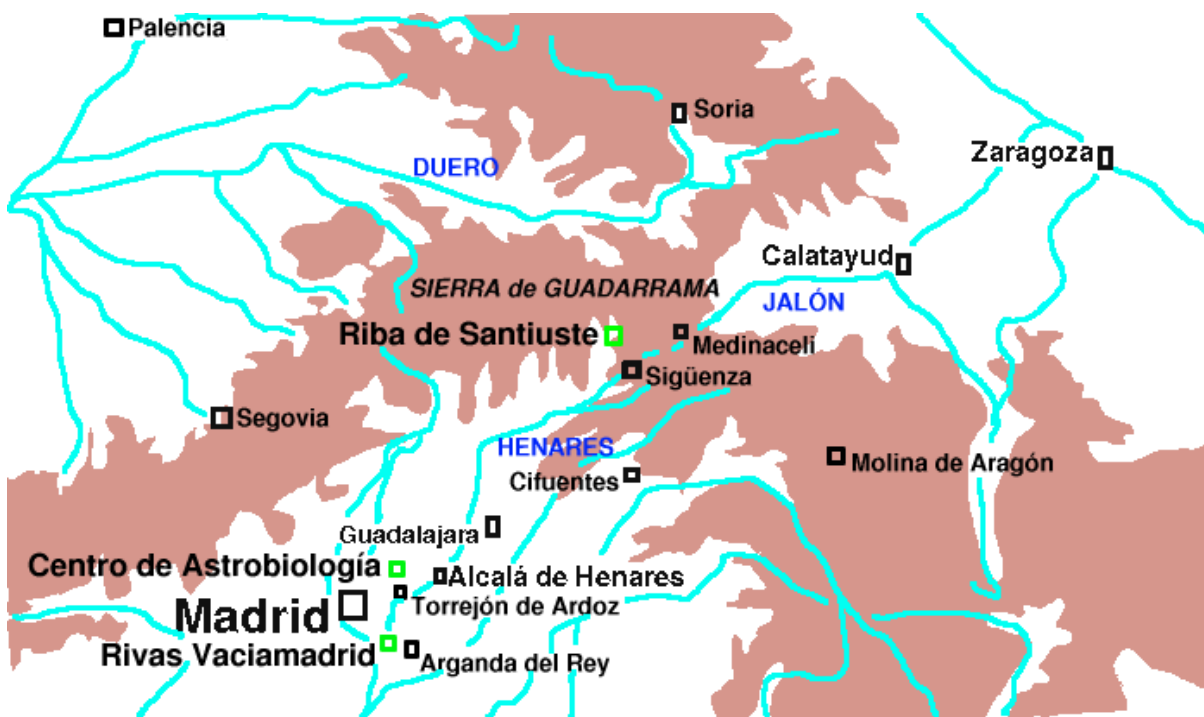 Palencia
Soria
Zaragoza
DUERO
Calatayud
SIERRA de GUADARRAMA
JALÓN
Riba de Santiuste
Medinaceli
Sigüenza
Segovia
HENARES
Molina de Aragón
Cifuentes
Guadalajara
Centro de Astrobiología
Alcalá de Henares
Madrid
Torrejón de Ardoz
Rivas Vaciamadrid
Arganda del Rey